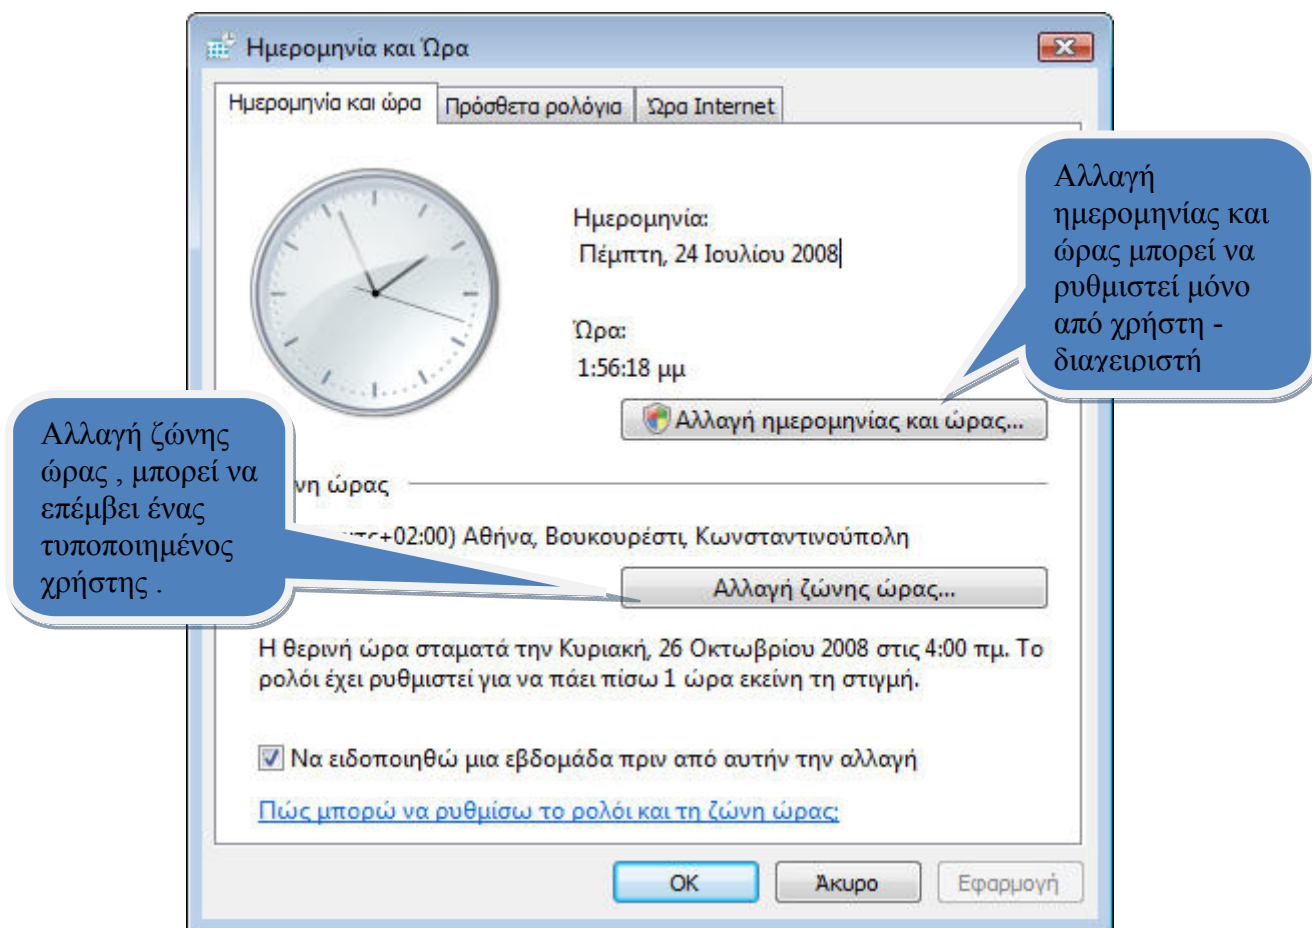 Ημερομηνία και Ώρα
Ημερομηνία και ώρα
Πρόσθετα ρολόγια
Ώρα Internet
Ημερομηνία:
Πέμπτη, 24 Ιουλίου 2008
Ώρα:
1:56:18 μμ
Αλλαγή ημερομηνίας και ώρας...
Αλλαγή
ημερομηνίας και
ώρας μπορεί να
ρυθμιστεί μόνο
από χρήστη -
διαχειριστή
Αλλαγή ζώνης
ώρας , μπορεί να
επέμβει ένας
τυποποιημένος
χρήστης .
ώρας
+02:00) Αθήνα, Βουκουρέστι, Κωνσταντινούπολη
Αλλαγή ζώνης ώρας...
Η θερινή ώρα σταματά την Κυριακή, 26 Οκτωβρίου 2008 στις 4:00 πμ. Το
ρολόι έχει ρυθμιστεί για να πάει πίσω 1 ώρα εκείνη τη στιγμή.
Να ειδοποιηθώ μια εβδομάδα πριν από αυτήν την αλλαγή
Πώς μπορώ να ρυθμίσω το ρολόι και τη ζώνη ώρας;
OK
Άκυρο
Εφαρμογή